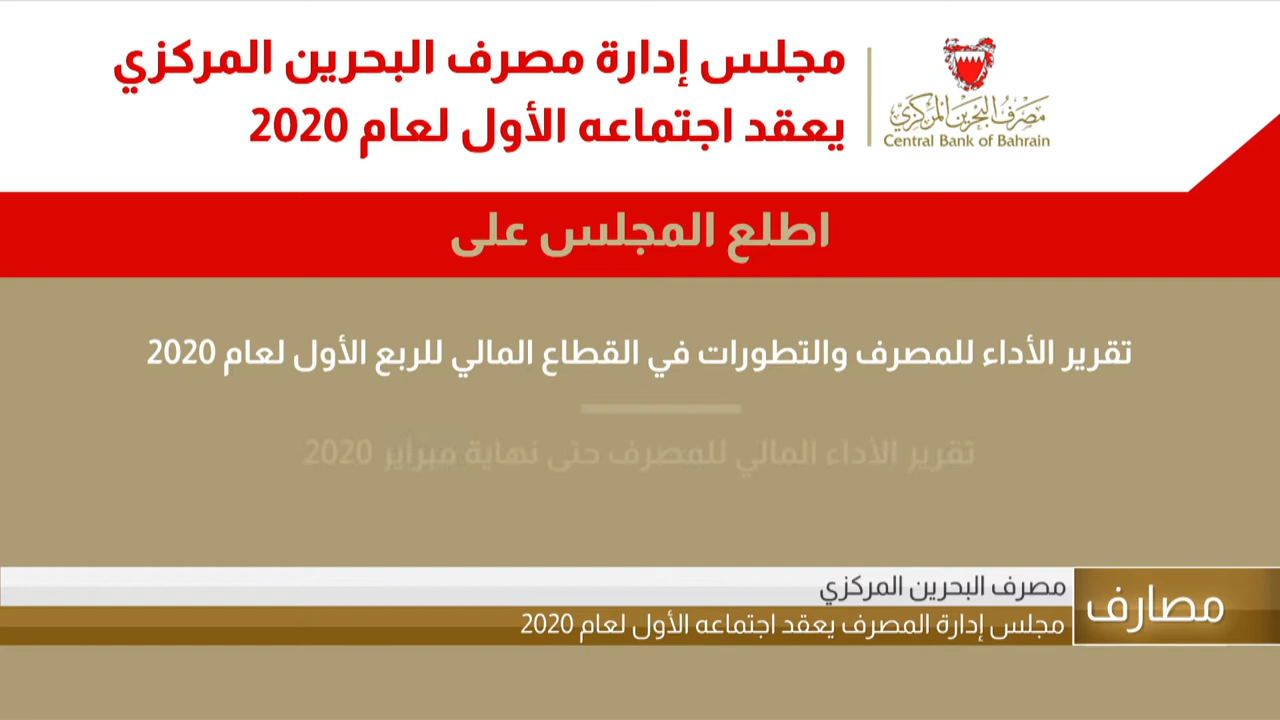 مجلس إدارة مصرف البحرين المركزي
يعقد اجتماعه الأول لعام 2020
مصرف البحرين المركزي
Central Bank of Bahrain
اطلع المجلس على
تقرير الأداء للمصرف والتطورات في القطاع المالي للربع الأول لعام 2020
تقرير الأداء المالي للمصرف حتى نهاية فبراير 2020
مصارف
مصرف البحرين المركزي
مجلس إدارة المصرف يعقد اجتماعه الأول لعام 2020